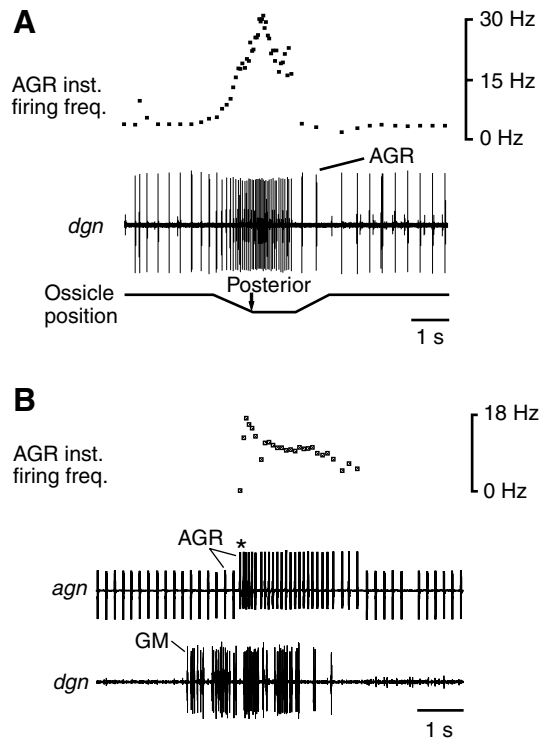 A
AGR inst.
firing freq.
30 Hz
15 Hz
0 Hz
AGR
dgn
Posterior
Ossicle
position
1 s
B
AGR inst.
firing freq.
18 Hz
0 Hz
AGR
*
agn
GM
dgn
1 s